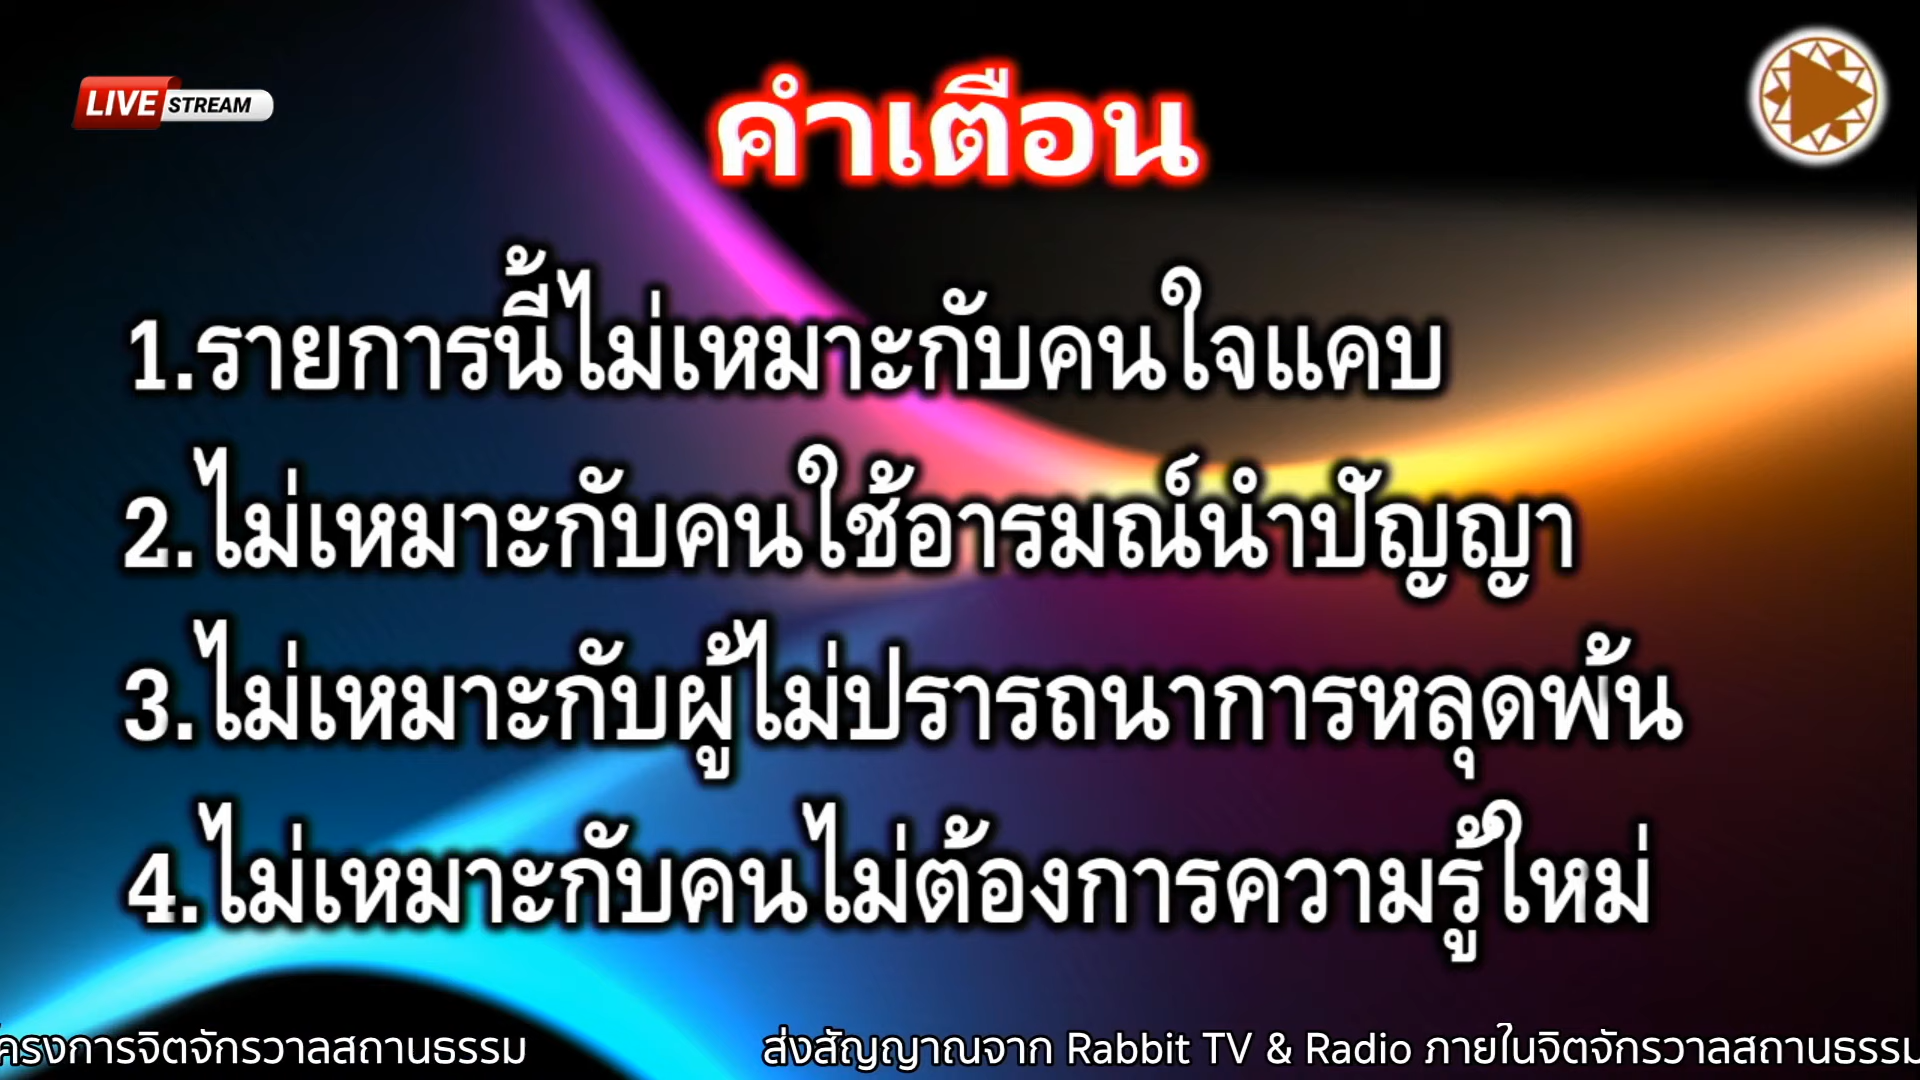 LIVE STREAM
คำเตือน
1.รายการนี้ไม่เหมาะกับคนใจแคบ
2.ไม่เหมาะกับคนใช้อารมณ์นำปัญญา
3.ไม่เหมาะกับผู้ไม่ปรารถนาการหลุดพ้น
4.ไม่เหมาะกับคนไม่ต้องการความรู้ใหม่
โครงการจิตจักรวาลสถานธรรม ส่งสัญญาณจาก Rabbit TV & Radio ภายในจิตจักรวาลสถานธรรม